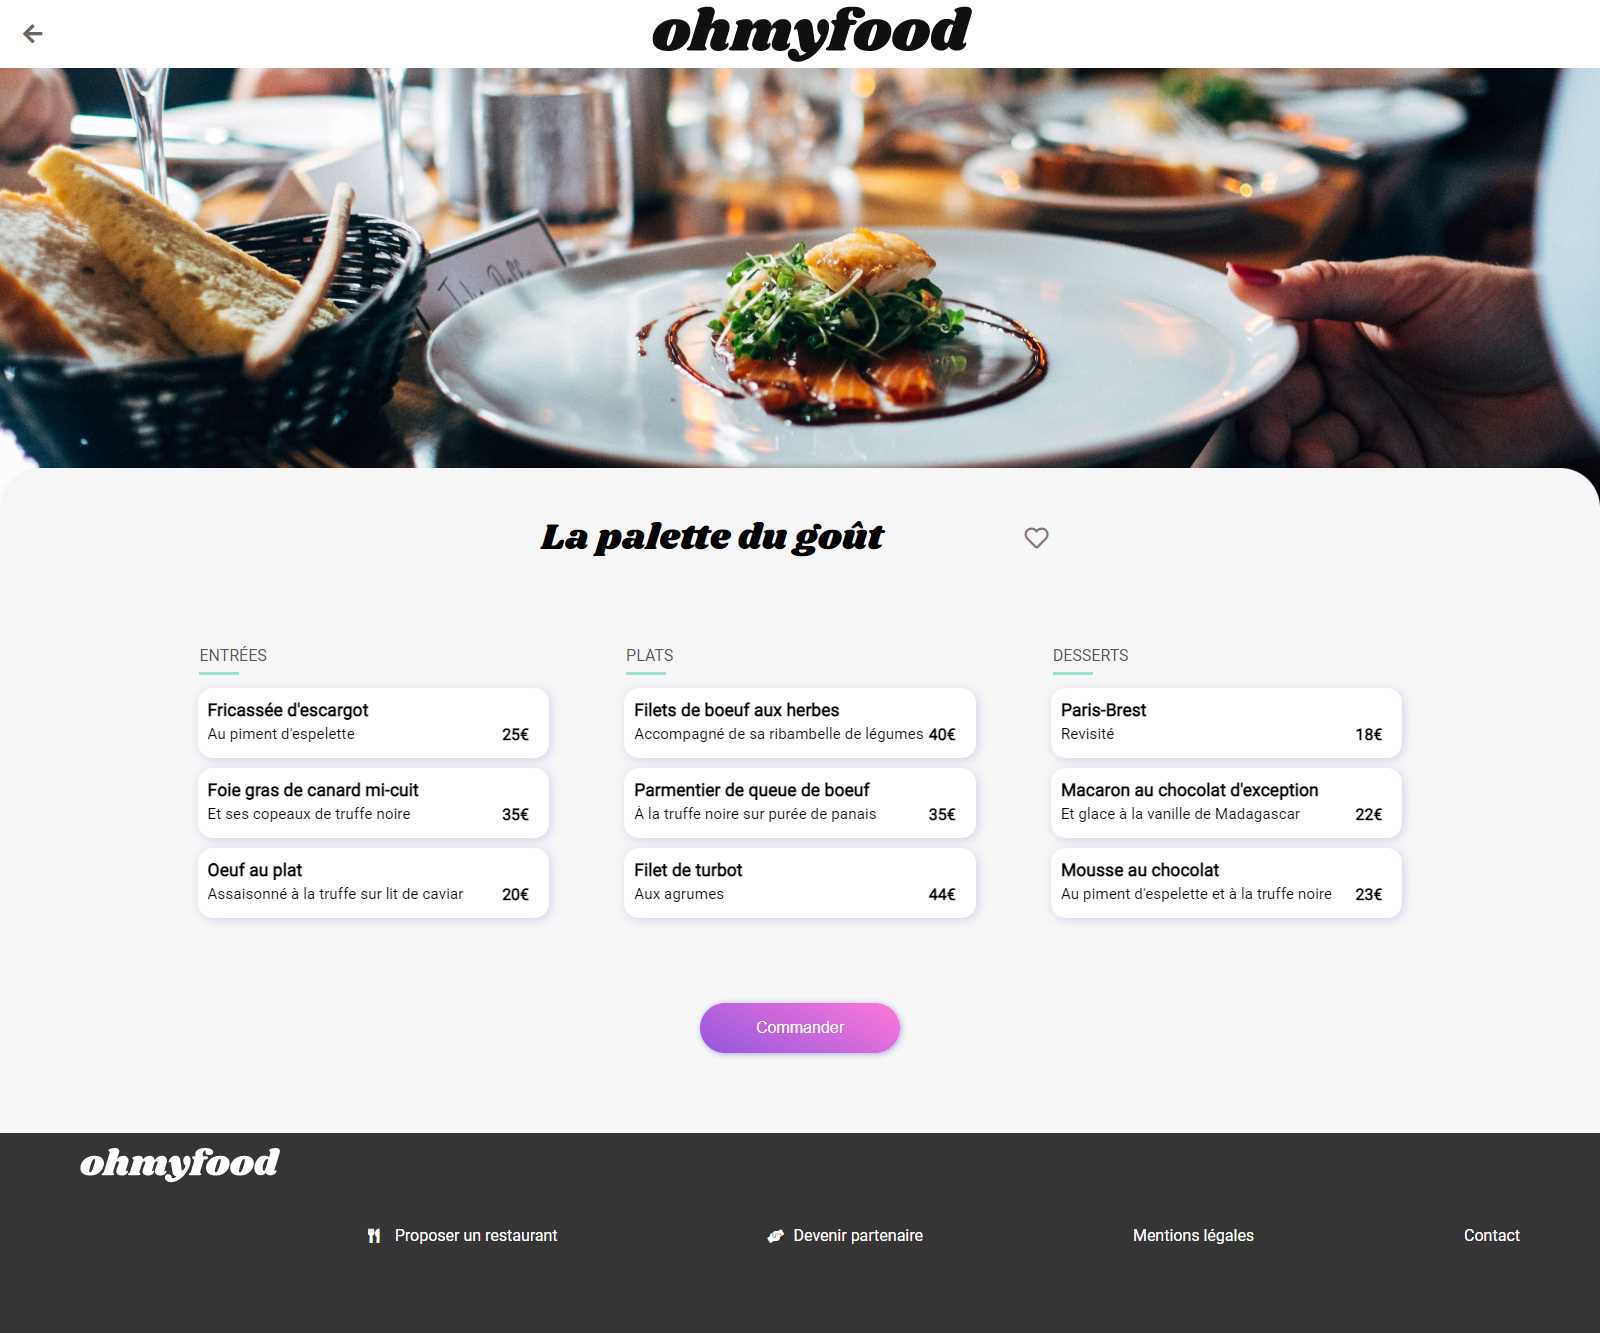 ohmyfood
La palette du goût
ENTRÉES
Fricassée d'escargot
Au piment d'espelette 25€
Foie gras de canard mi-cuit
Et ses copeaux de truffe noire 35€
Oeuf au plat
Assaisonné à la truffe sur lit de caviar 20€
PLATS
Filets de boeuf aux herbes
Accompagné de sa ribambelle de légumes 40€
Parmentier de queue de boeuf
À la truffe noire sur purée de panais 35€
Filet de turbot
Aux agrumes 44€
DESSERTS
Paris-Brest
Revisité 18€
Macaron au chocolat d'exception
Et glace à la vanille de Madagascar 22€
Mousse au chocolat
Au piment d'espelette et à la truffe noire 23€
Commander
ohmyfood
Proposer un restaurant
Devenir partenaire
Mentions légales
Contact